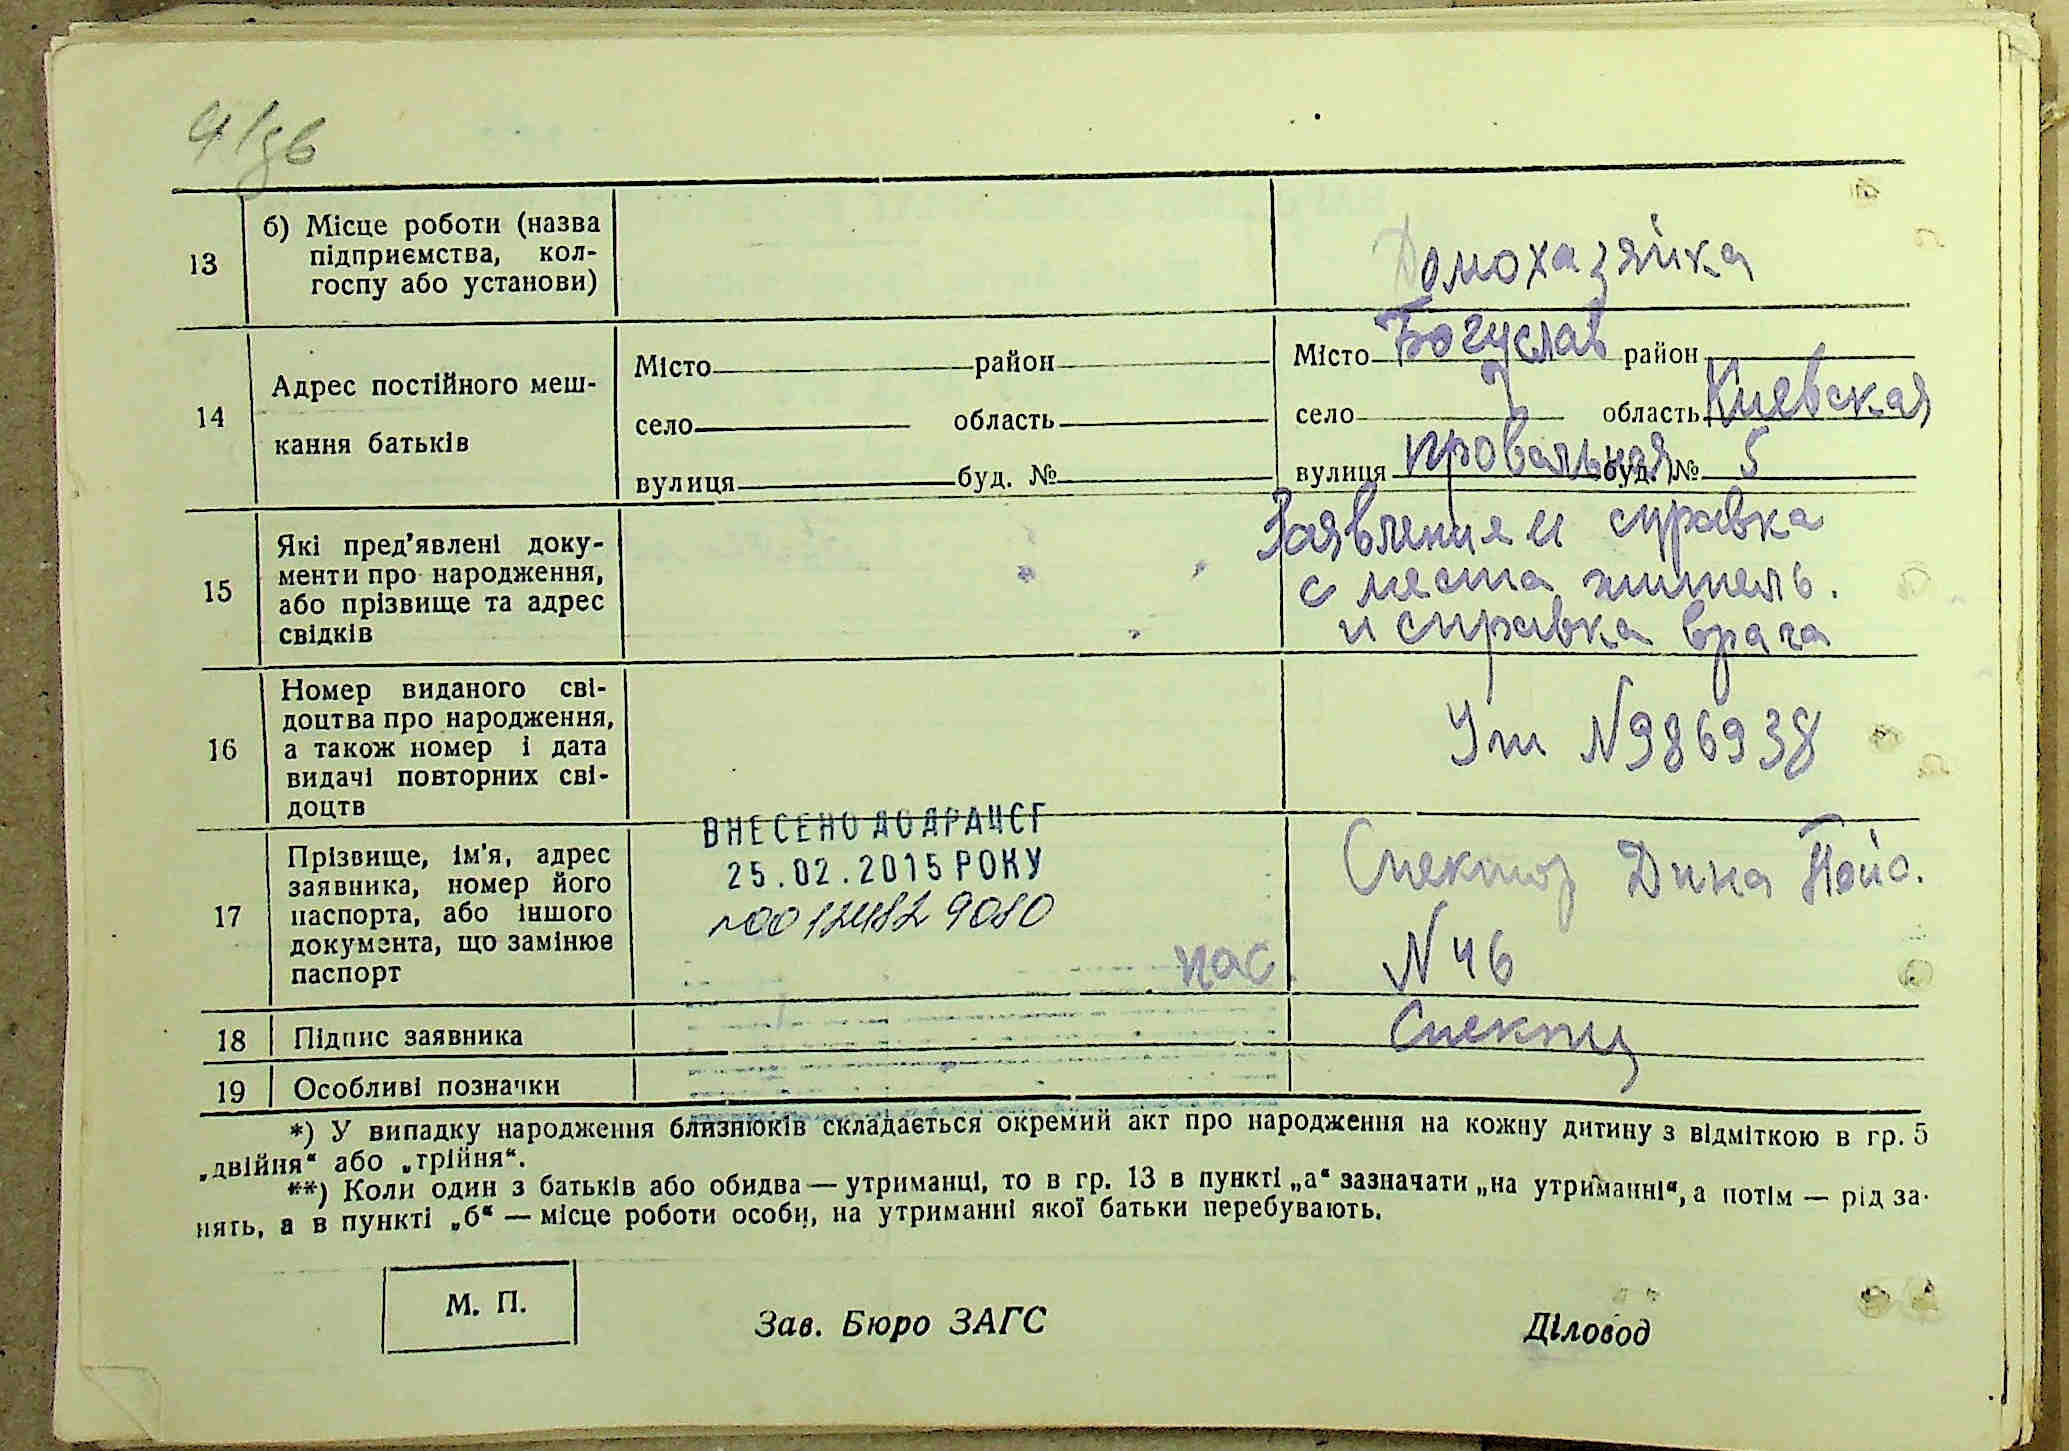 13
б) Місце роботи (назва
підприємства, кол-
госпу або установи)
Домохазяйка
14
Адрес постійного меш-
кання батьків
Місто район
село область
вулиця буд. №
Місто Богуслав район
село область Киевская
вулиця провальная буд. № 5
15
Які пред'явлені доку-
менти про народження,
або прізвище та адрес
свідків
Заявления и справка
с места житель.
и справка врача
16
Номер виданого сві-
доцтва про народження,
а також номер і дата
видачі повторних сві-
доцтв
N986938
17
Прізвище, ім'я, адрес
заявника, номер його
паспорта, або іншого
документа, що замінює
паспорт
ВНЕСЕНО ДО ДРАЦСГ
25.02.2015 РОКУ
Спектор Дина
пас. N 46
18
Підпис заявника
19
Особливі позначки
*) У випадку народження близнюків складається окремий акт про народження на кожну дитину з відміткою в гр. 5
„двійня“ або „трійня“.
**) Коли один з батьків або обидва — утриманці, то в гр. 13 в пункті „а“ зазначати „на утриманні“, а потім — рід за-
нять, а в пункті „б“ — місце роботи особи, на утриманні якої батьки перебувають.
М. П.
Зав. Бюро ЗАГС
Діловод